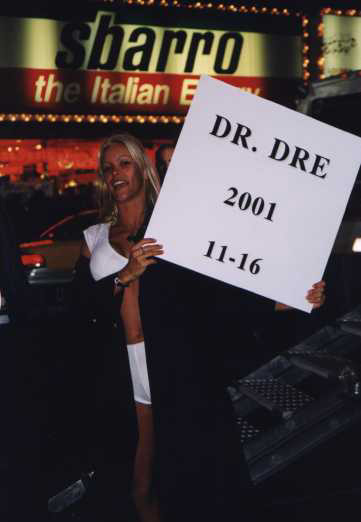 sbarro
the Italian E
DR. DRE
2001
11-16